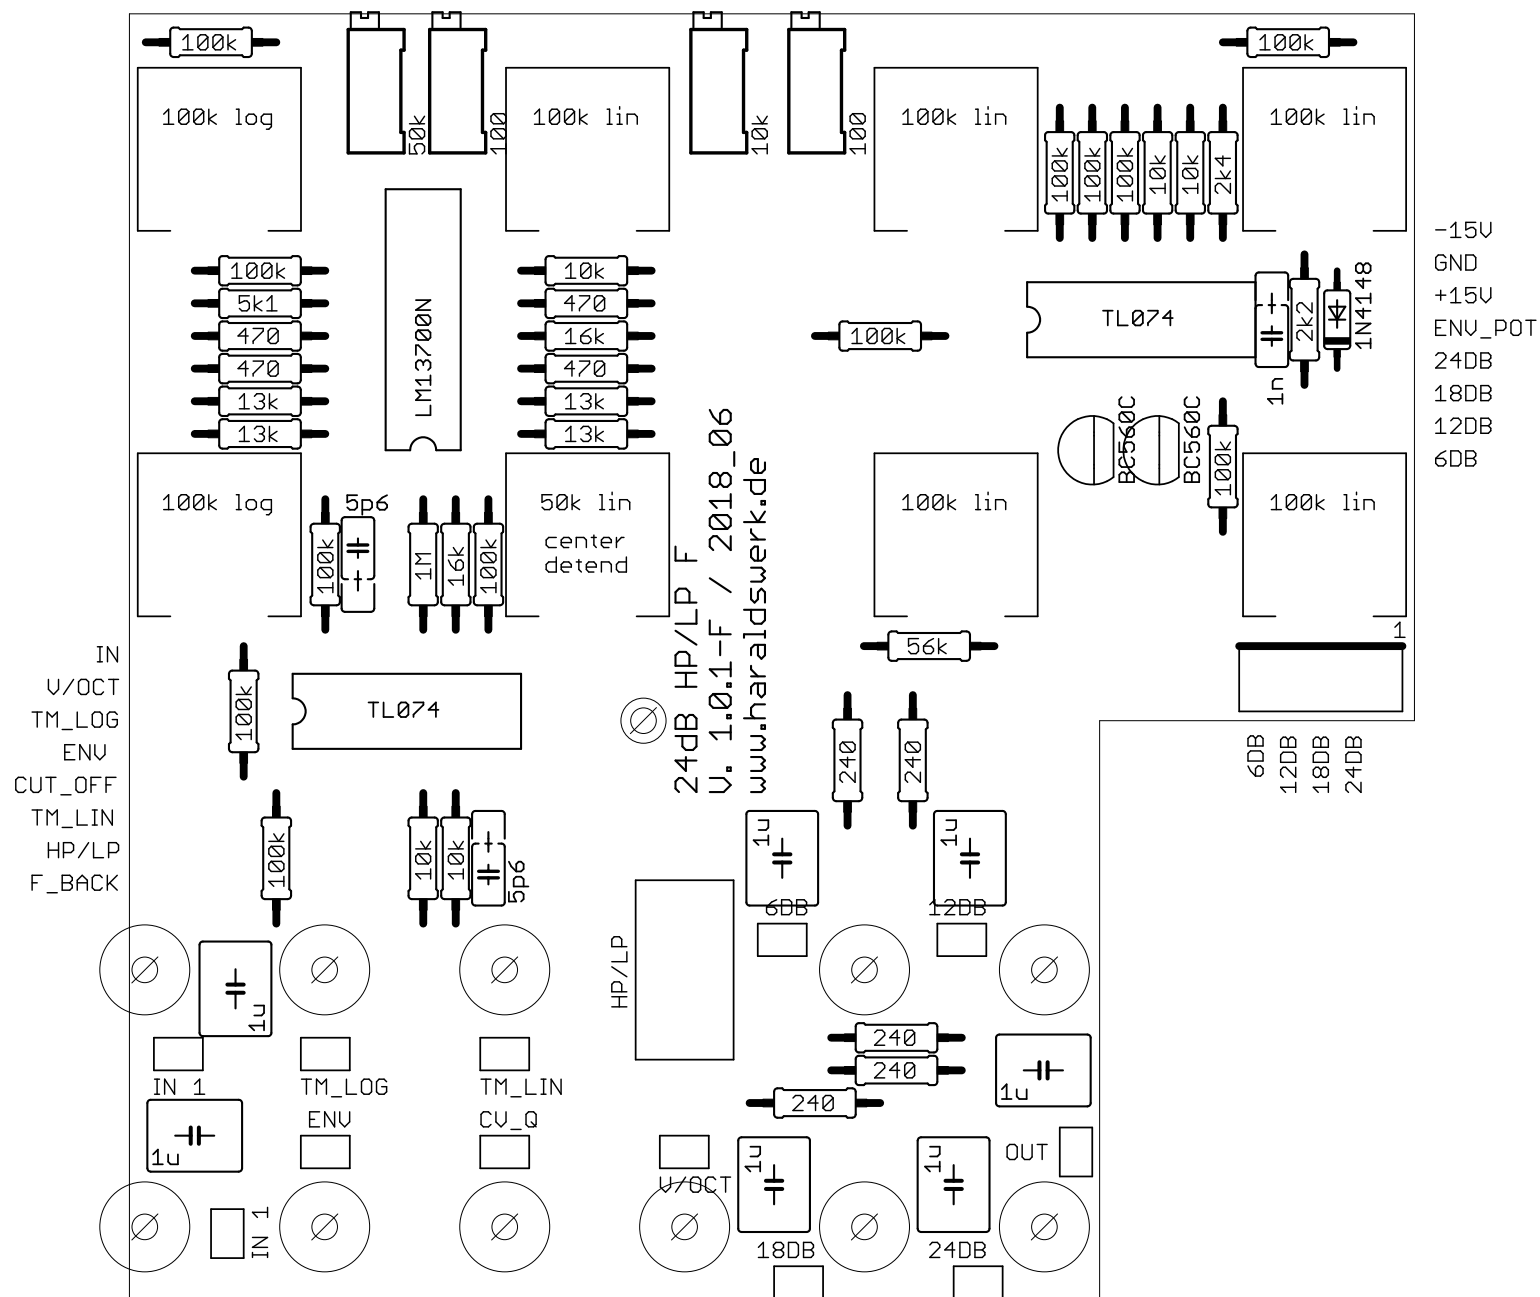 100k
100k
50k
100
10k
100
100k log
100k lin
100k lin
100k lin
100k
100k
100k
10k
10k
2k4
-15V
GND
+15V
ENV_POT
24DB
18DB
12DB
6DB
100k
5k1
470
470
13k
13k
LM13700N
10k
470
16k
470
13k
13k
100k
TL074
1n
2k2
1N4148
BC560C
BC560C
100k
100k log
50k lin
center
detend
100k lin
100k lin
100k
5p6
1M
16k
100k
24dB HP/LP F
V. 1.0.1-F / 2018_06
www.haraldswerk.de
56k
1
IN
V/OCT
TM_LOG
ENV
CUT_OFF
TM_LIN
HP/LP
F_BACK
100k
TL074
240
240
6DB
12DB
18DB
24DB
100k
10k
10k
5p6
1u
1u
6DB
12DB
HP/LP
1u
IN 1
TM_LOG
TM_LIN
240
240
240
1u
1u
ENV
CV_Q
V/OCT
1u
1u
OUT
IN 1
18DB
24DB